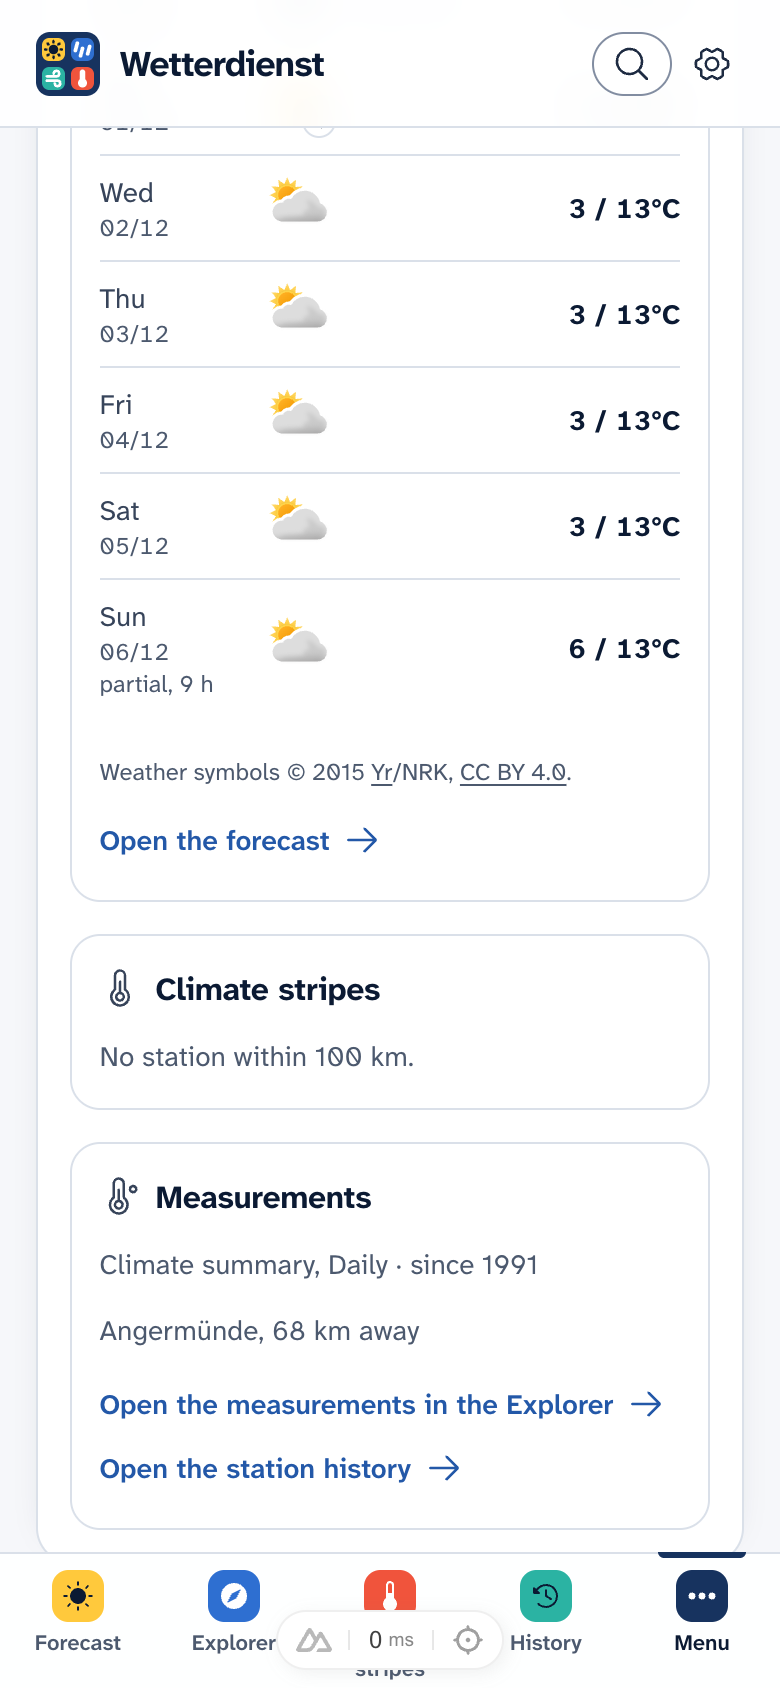 Wetterdienst
01/12
Wed
02/12
3 / 13°C
Thu
03/12
3 / 13°C
Fri
04/12
3 / 13°C
Sat
05/12
3 / 13°C
Sun
06/12
partial, 9 h
6 / 13°C
Weather symbols © 2015 Yr/NRK, CC BY 4.0.
Open the forecast
Climate stripes
No station within 100 km.
Measurements
Climate summary, Daily · since 1991
Angermünde, 68 km away
Open the measurements in the Explorer
Open the station history
Forecast
Explorer
stripes
History
Menu
0 ms